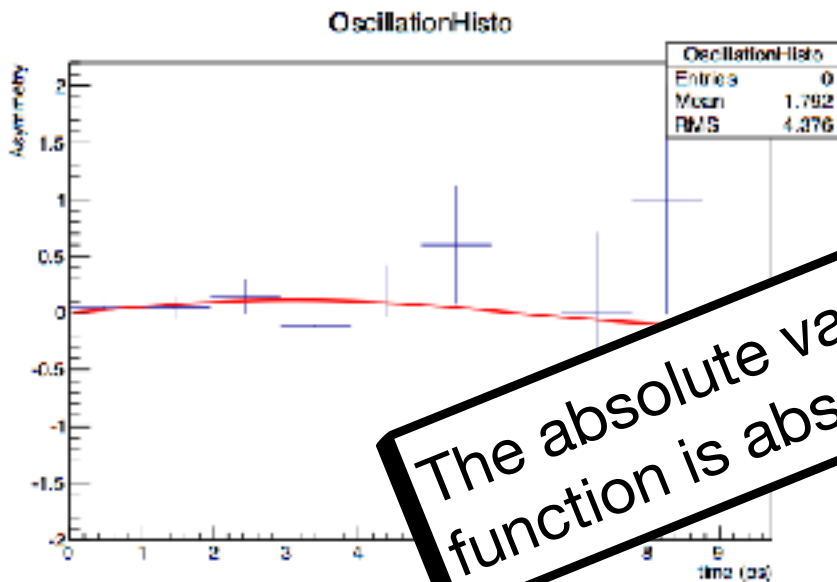 OscillationHisto
OscillationHisto
Entries 0
Mean 1.792
RMS 4.376
Asymmetry
2
1.5
1
0.5
0
-0.5
-1
-1.5
-2
0 1 2 3 4 8 9
time (ps)
The absolute va
function is abs